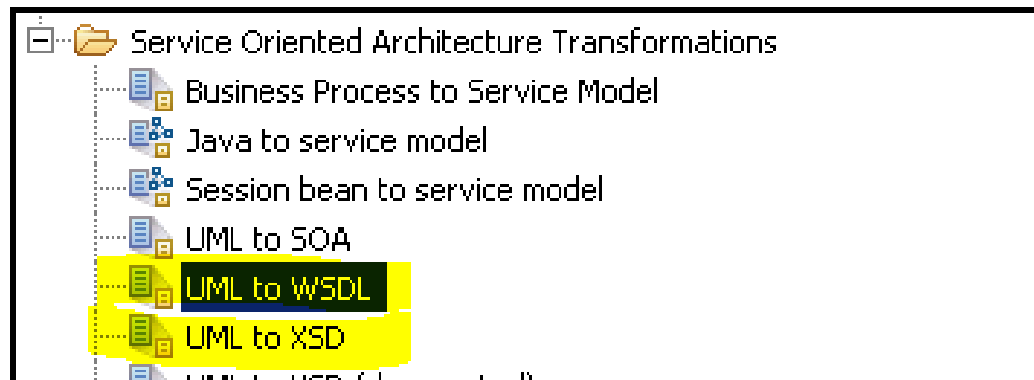 Service Oriented Architecture Transformations
Business Process to Service Model
Java to service model
Session bean to service model
UML to SOA
UML to WSDL
UML to XSD